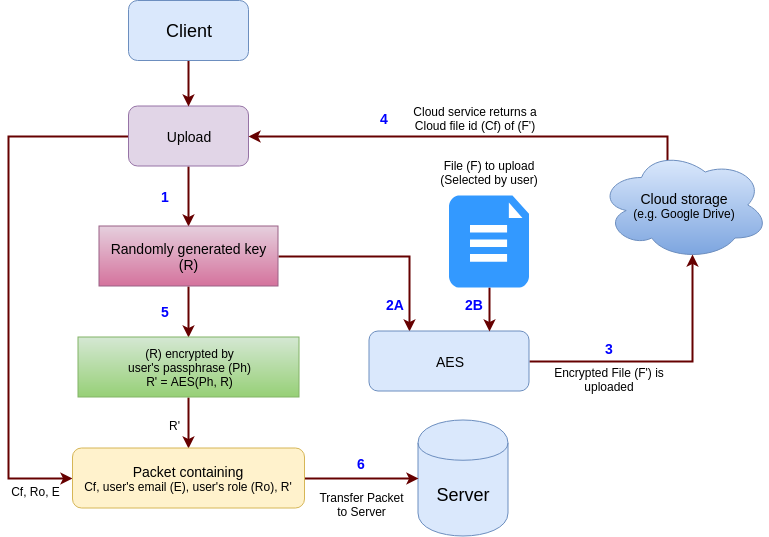 Client
Upload
4
Cloud service returns a
Cloud file id (Cf) of (F')
File (F) to upload
(Selected by user)
Cloud storage
(e.g. Google Drive)
1
Randomly generated key
(R)
2A
2B
5
(R) encrypted by
user's passphrase (Ph)
R' = AES(Ph, R)
AES
3
Encrypted File (F') is
uploaded
R'
Packet containing
Cf, user's email (E), user's role (Ro), R'
Cf, Ro, E
6
Transfer Packet
to Server
Server